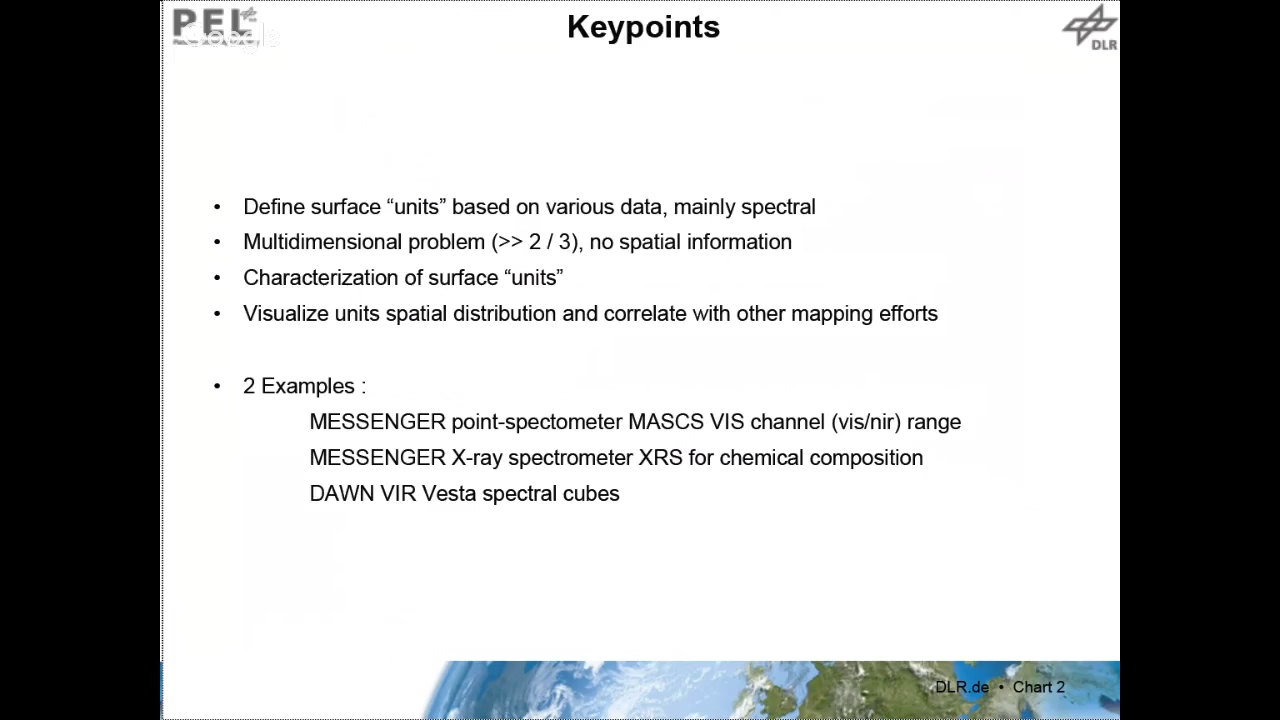 PEL
Google
Keypoints
DLR
• Define surface “units” based on various data, mainly spectral
• Multidimensional problem (>> 2 / 3), no spatial information
• Characterization of surface “units”
• Visualize units spatial distribution and correlate with other mapping efforts
• 2 Examples :
MESSENGER point-spectometer MASCS VIS channel (vis/nir) range
MESSENGER X-ray spectrometer XRS for chemical composition
DAWN VIR Vesta spectral cubes
DLR.de • Chart 2